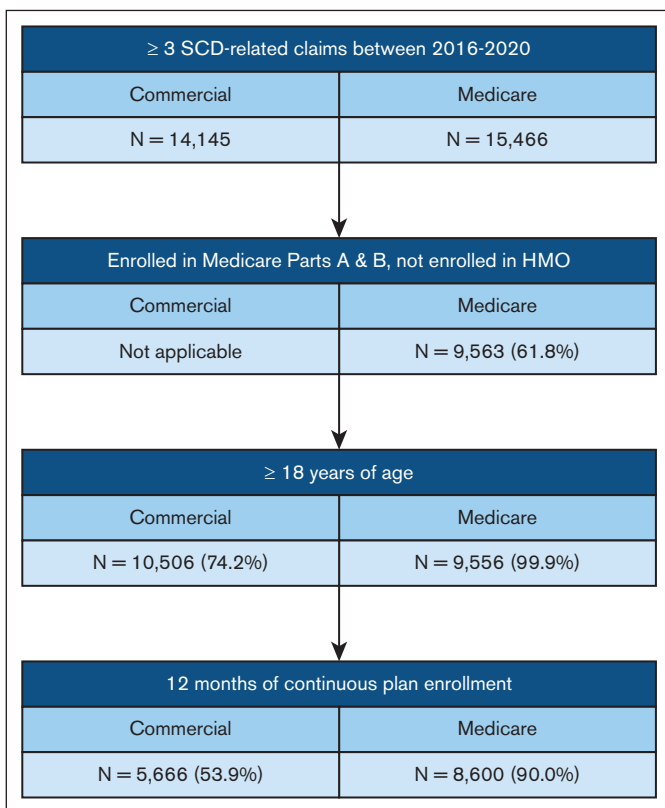 ≥ 3 SCD-related claims between 2016-2020
Commercial Medicare
N = 14,145 N = 15,466
Enrolled in Medicare Parts A & B, not enrolled in HMO
Commercial Medicare
Not applicable N = 9,563 (61.8%)
≥ 18 years of age
Commercial Medicare
N = 10,506 (74.2%) N = 9,556 (99.9%)
12 months of continuous plan enrollment
Commercial Medicare
N = 5,666 (53.9%) N = 8,600 (90.0%)